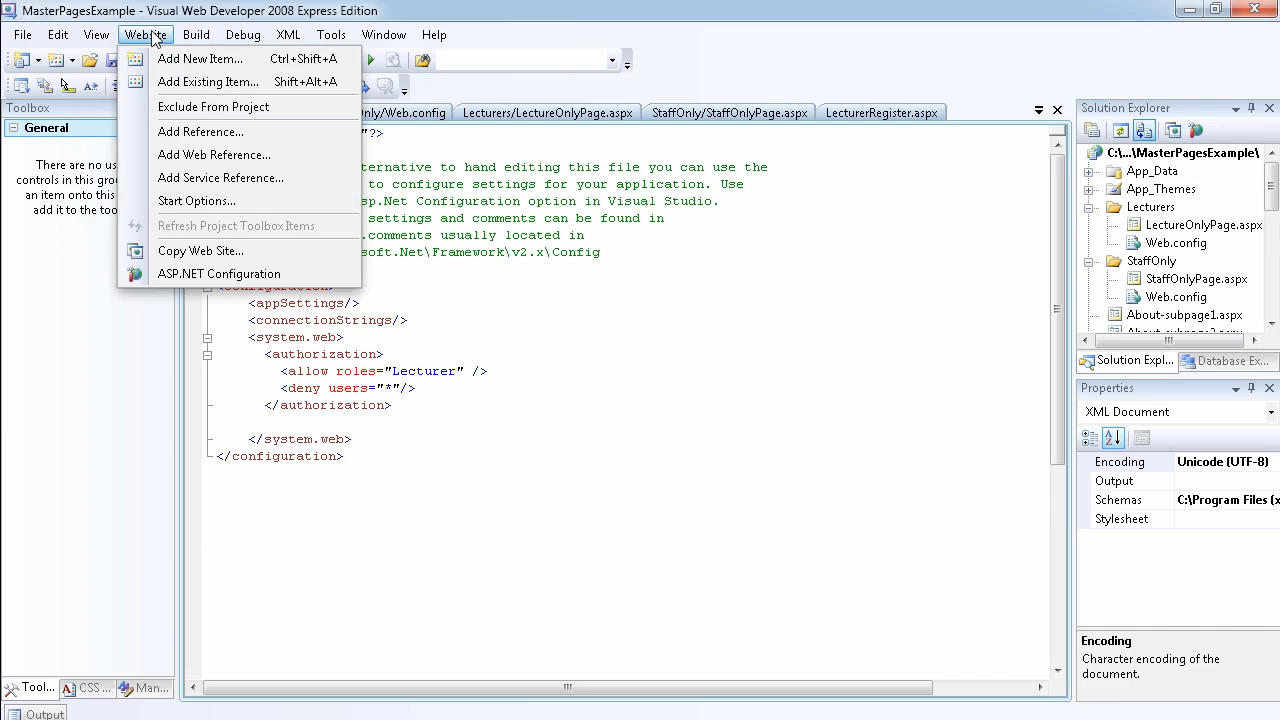 MasterPagesExample - Visual Web Developer 2008 Express Edition
File Edit View Website Build Debug XML Tools Window Help
Add New Item... Ctrl+Shift+A
Add Existing Item... Shift+Alt+A
Exclude From Project
Add Reference...
Add Web Reference...
Add Service Reference...
Start Options...
Refresh Project Toolbox Items
Copy Web Site...
ASP.NET Configuration
Toolbox
General
There are no us
controls in this grou
an item onto this
add it to the too
nly/Web.config Lecturers/LectureOnlyPage.aspx StaffOnly/StaffOnlyPage.aspx LecturerRegister.aspx
"?>
ternative to hand editing this file you can use the
to configure settings for your application. Use
sp.Net Configuration option in Visual Studio.
settings and comments can be found in
.comments usually located in
soft.Net\Framework\v2.x\Config
<configuration>
<appSettings/>
<connectionStrings/>
<system.web>
<authorization>
<allow roles="Lecturer" />
<deny users="*"/>
</authorization>
</system.web>
</configuration>
Solution Explorer
C:\...\MasterPagesExample\
App_Data
App_Themes
Lecturers
LectureOnlyPage.aspx
Web.config
StaffOnly
StaffOnlyPage.aspx
Web.config
About-subpage1.aspx
Solution Expl... Database Ex...
Properties
XML Document
Encoding Unicode (UTF-8)
Output
Schemas C:\Program Files (x
Stylesheet
Encoding
Character encoding of the
document.
Tool... CSS ... Man...
Output